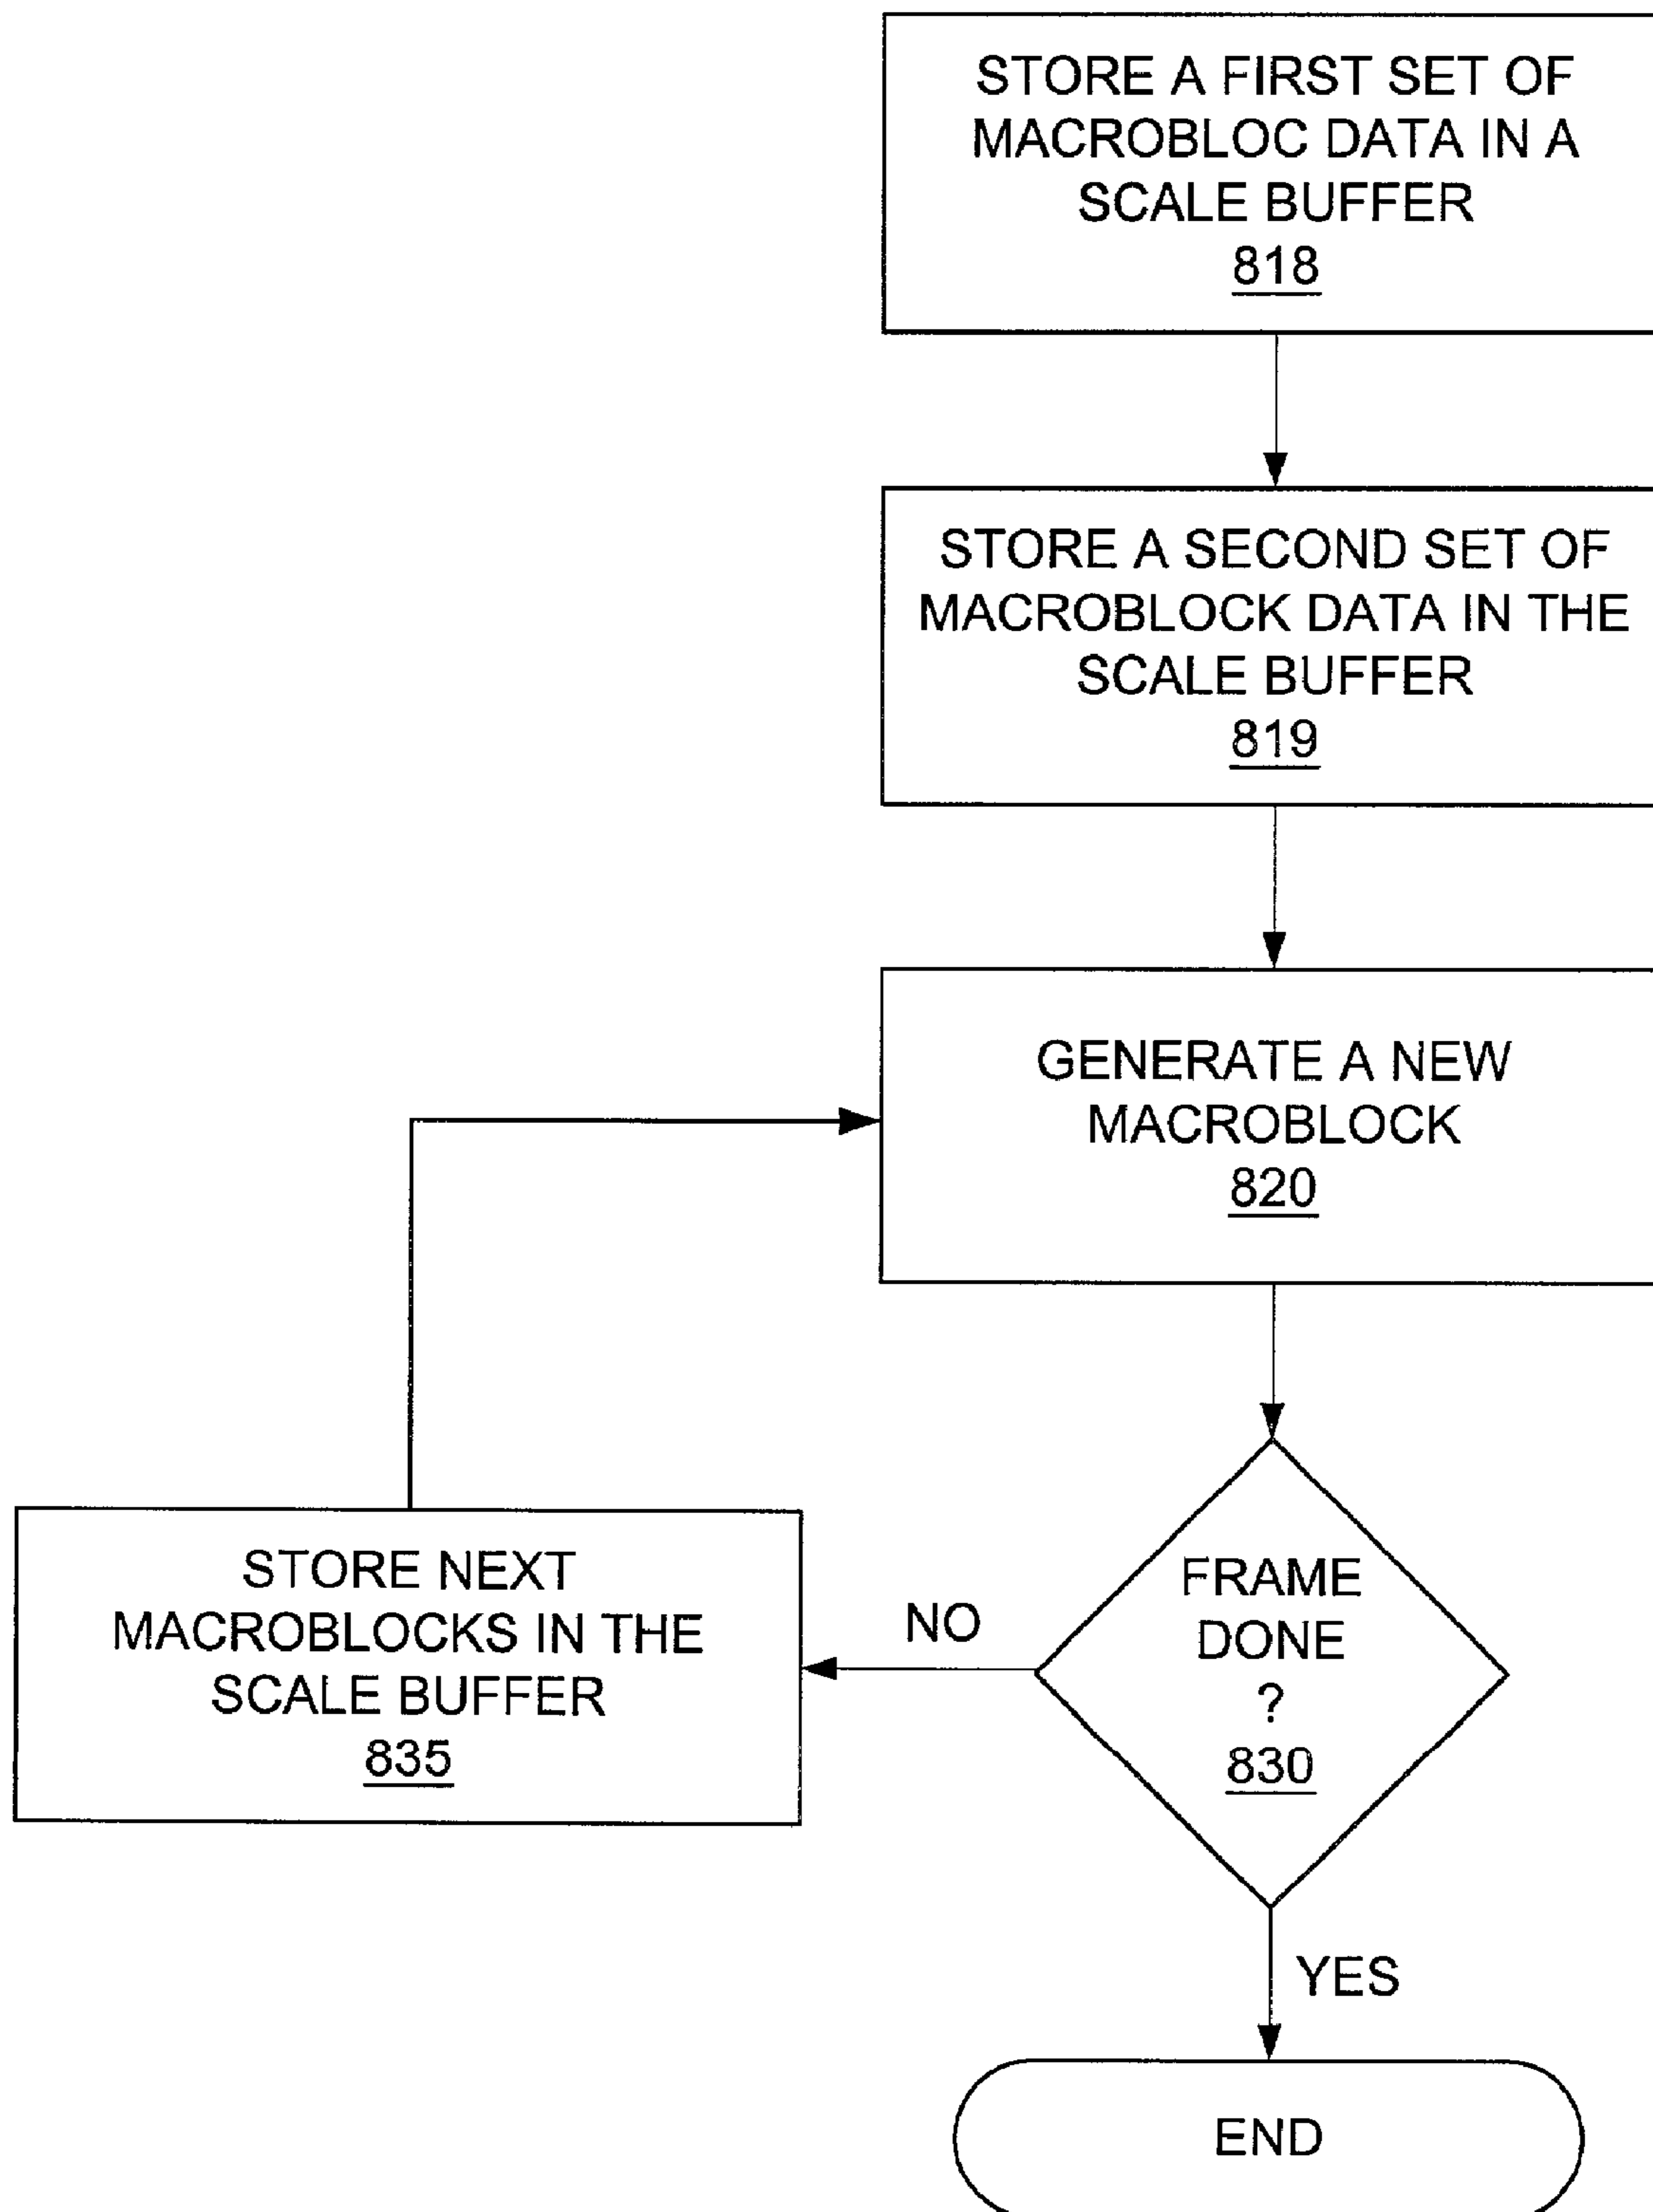 STORE A FIRST SET OF
MACROBLOC DATA IN A
SCALE BUFFER
818
STORE A SECOND SET OF
MACROBLOCK DATA IN THE
SCALE BUFFER
819
GENERATE A NEW
MACROBLOCK
820
FRAME
DONE
?
830
NO
STORE NEXT
MACROBLOCKS IN THE
SCALE BUFFER
835
YES
END